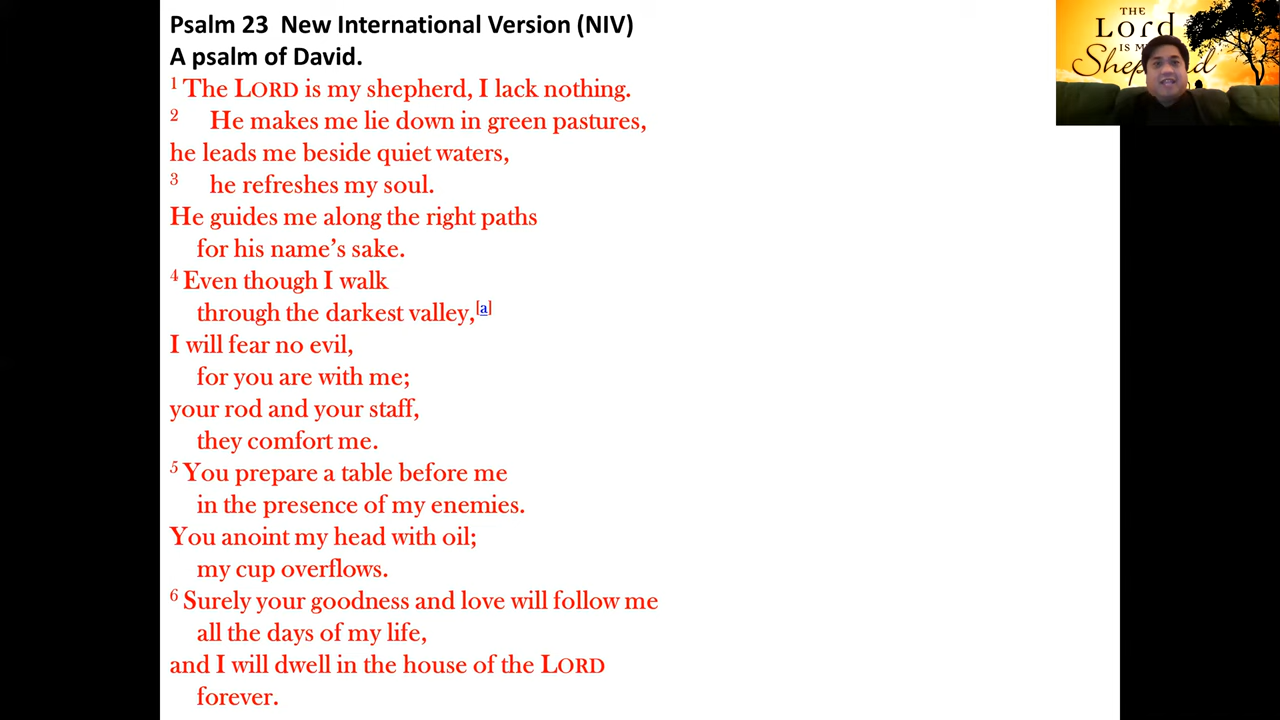 Psalm 23 New International Version (NIV)
A psalm of David.
1 The LORD is my shepherd, I lack nothing.
2 He makes me lie down in green pastures,
he leads me beside quiet waters,
3 he refreshes my soul.
He guides me along the right paths
for his name’s sake.
4 Even though I walk
through the darkest valley,[a]
I will fear no evil,
for you are with me;
your rod and your staff,
they comfort me.
5 You prepare a table before me
in the presence of my enemies.
You anoint my head with oil;
my cup overflows.
6 Surely your goodness and love will follow me
all the days of my life,
and I will dwell in the house of the LORD
forever.
THE
Lord